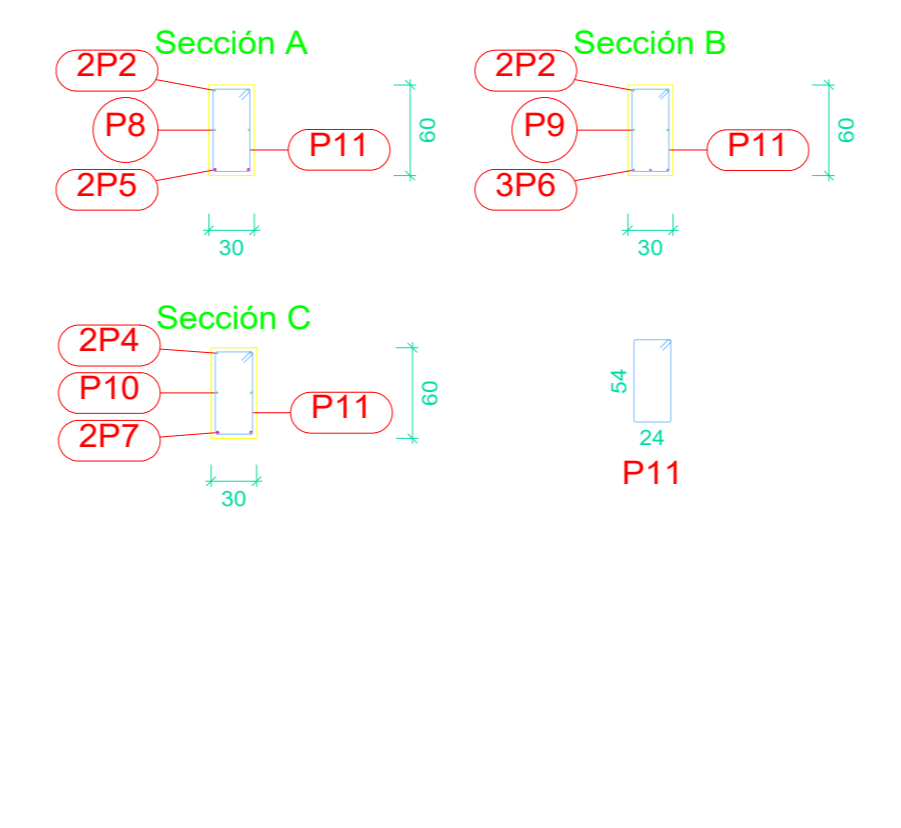 Sección A
2P2
P8
2P5
P11
60
30
Sección B
2P2
P9
3P6
P11
60
30
Sección C
2P4
P10
2P7
P11
60
30
54
24
P11